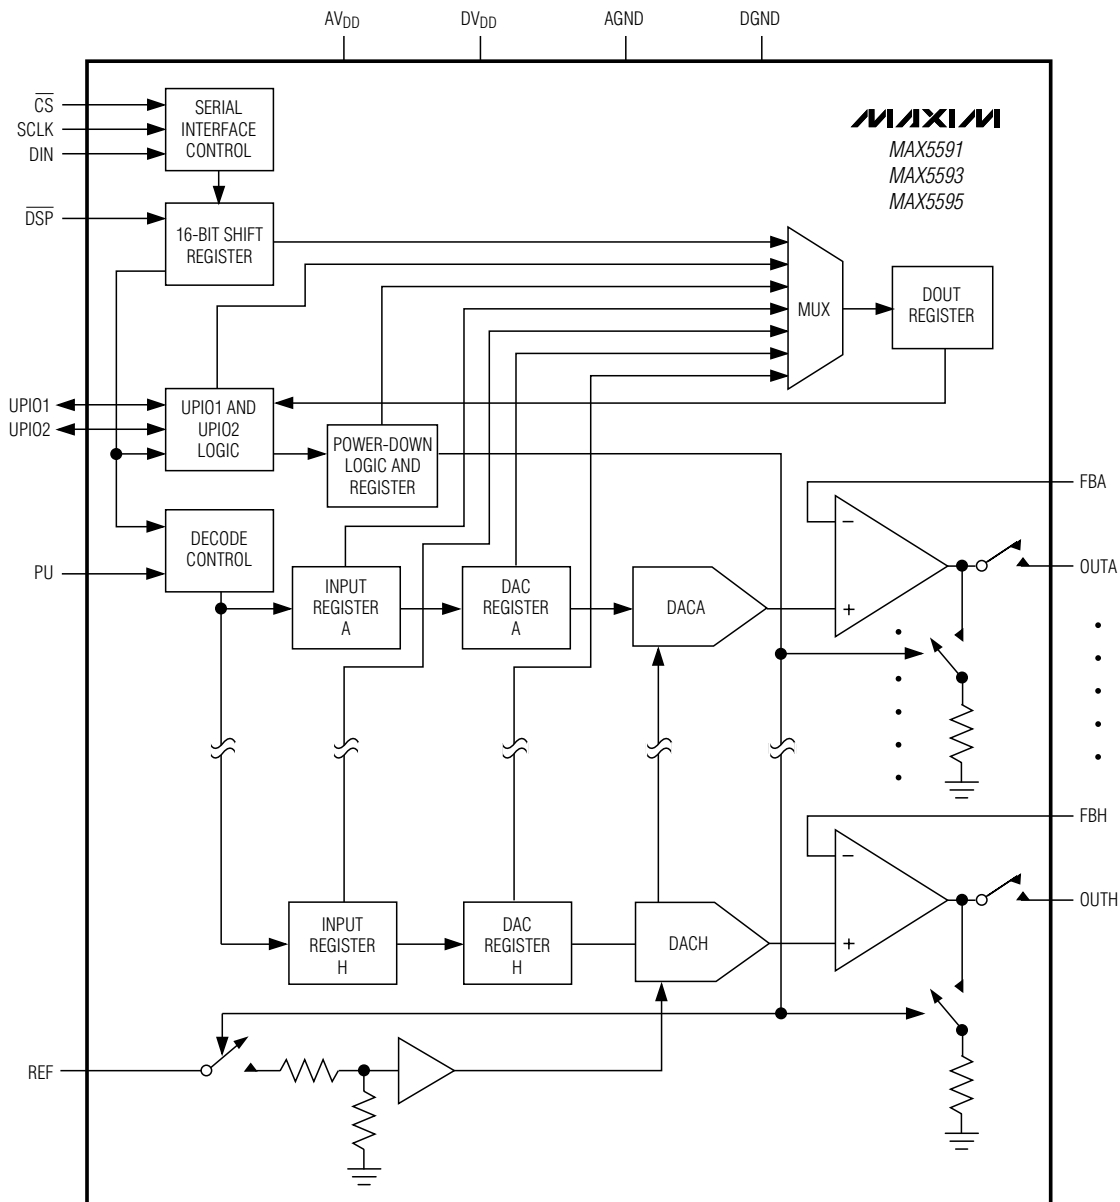 AVDD DVDD AGND DGND
CS
SCLK
DIN
SERIAL
INTERFACE
CONTROL
MAXIM
MAX5591
MAX5593
MAX5595
DSP
16-BIT SHIFT
REGISTER
MUX
DOUT
REGISTER
UPIO1
UPIO2
UPIO1 AND
UPIO2
LOGIC
POWER-DOWN
LOGIC AND
REGISTER
FBA
PU
DECODE
CONTROL
INPUT
REGISTER
A
DAC
REGISTER
A
DACA
−
+
OUTA
FBH
INPUT
REGISTER
H
DAC
REGISTER
H
DACH
−
+
OUTH
REF